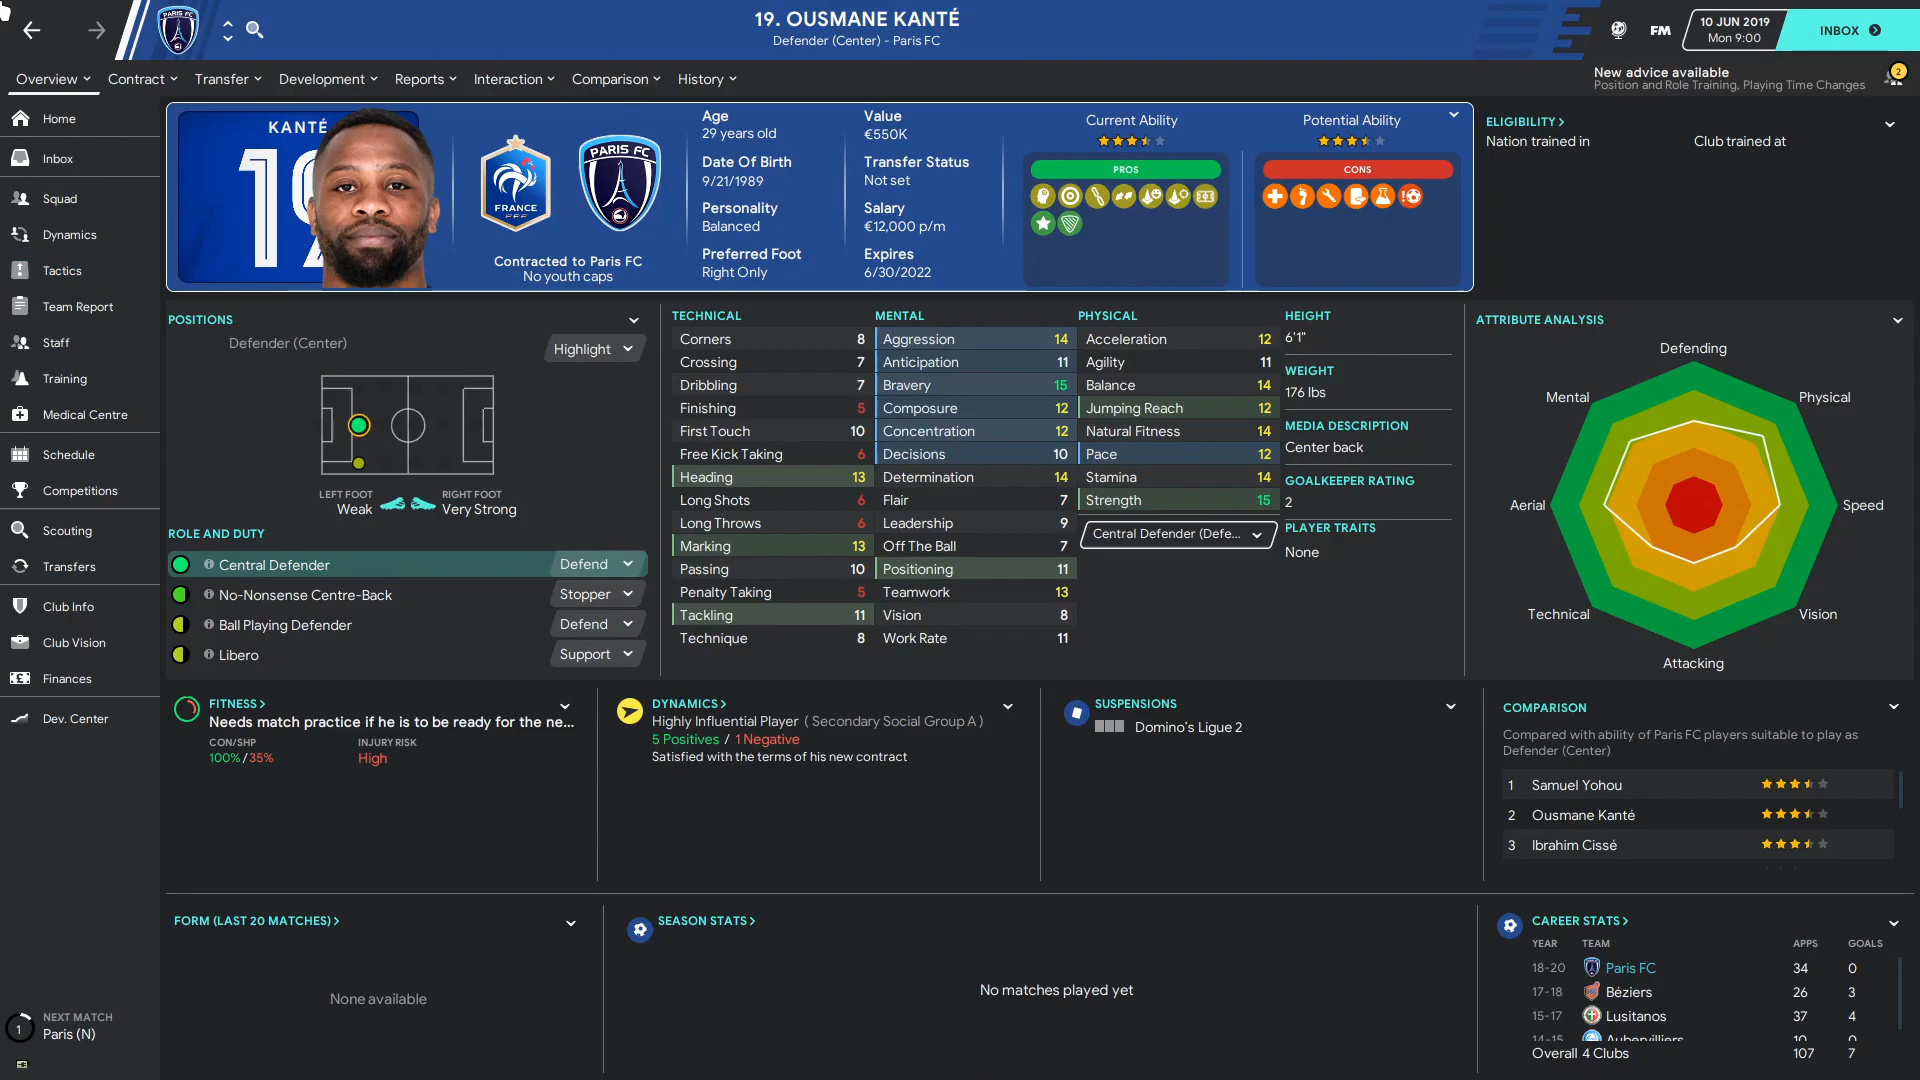 19. OUSMANE KANTÉ
Defender (Center) - Paris FC
FM
10 JUN 2019
Mon 9:00
INBOX
Overview
Contract
Transfer
Development
Reports
Interaction
Comparison
History
New advice available
Position and Role Training, Playing Time Changes
2
Home
Inbox
Squad
Dynamics
Tactics
Team Report
Staff
Training
Medical Centre
Schedule
Competitions
Scouting
Transfers
Club Info
Club Vision
Finances
Dev. Center
1
NEXT MATCH
Paris (N)
KANTÉ
19
FRANCE
FFF
PARIS FC
Contracted to Paris FC
No youth caps
Age
29 years old
Date Of Birth
9/21/1989
Personality
Balanced
Preferred Foot
Right Only
Value
€550K
Transfer Status
Not set
Salary
€12,000 p/m
Expires
6/30/2022
Current Ability
PROS
Potential Ability
CONS
ELIGIBILITY >
Nation trained in
Club trained at
POSITIONS
Defender (Center)
Highlight
LEFT FOOT
Weak
RIGHT FOOT
Very Strong
ROLE AND DUTY
Central Defender Defend
No-Nonsense Centre-Back Stopper
Ball Playing Defender Defend
Libero Support
TECHNICAL
Corners 8
Crossing 7
Dribbling 7
Finishing 5
First Touch 10
Free Kick Taking 6
Heading 13
Long Shots 6
Long Throws 6
Marking 13
Passing 10
Penalty Taking 5
Tackling 11
Technique 8
MENTAL
Aggression 14
Anticipation 11
Bravery 15
Composure 12
Concentration 12
Decisions 10
Determination 14
Flair 7
Leadership 9
Off The Ball 7
Positioning 11
Teamwork 13
Vision 8
Work Rate 11
PHYSICAL
Acceleration 12
Agility 11
Balance 14
Jumping Reach 12
Natural Fitness 14
Pace 12
Stamina 14
Strength 15
Central Defender (Defe...
HEIGHT
6'1"
WEIGHT
176 lbs
MEDIA DESCRIPTION
Center back
GOALKEEPER RATING
2
PLAYER TRAITS
None
ATTRIBUTE ANALYSIS
Defending
Physical
Speed
Vision
Attacking
Technical
Aerial
Mental
FITNESS >
Needs match practice if he is to be ready for the ne...
CON/SHP
100%/35%
INJURY RISK
High
DYNAMICS >
Highly Influential Player ( Secondary Social Group A )
5 Positives / 1 Negative
Satisfied with the terms of his new contract
SUSPENSIONS
Domino's Ligue 2
COMPARISON
Compared with ability of Paris FC players suitable to play as
Defender (Center)
1 Samuel Yohou
2 Ousmane Kanté
3 Ibrahim Cissé
FORM (LAST 20 MATCHES) >
None available
SEASON STATS >
No matches played yet
CAREER STATS >
YEAR TEAM APPS GOALS
18-20 Paris FC 34 0
17-18 Béziers 26 3
15-17 Lusitanos 37 4
14-15 Aubervilliers 10 0
Overall 4 Clubs 107 7